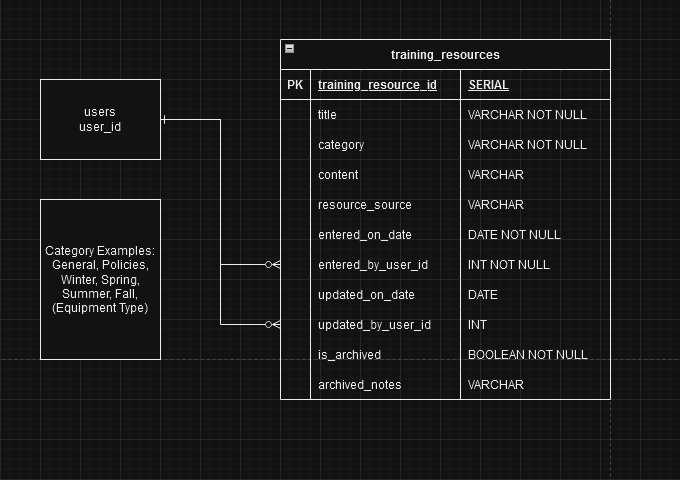 training_resources
PK training_resource_id SERIAL
users
user_id
title VARCHAR NOT NULL
category VARCHAR NOT NULL
content VARCHAR
resource_source VARCHAR
entered_on_date DATE NOT NULL
entered_by_user_id INT NOT NULL
updated_on_date DATE
updated_by_user_id INT
is_archived BOOLEAN NOT NULL
archived_notes VARCHAR
Category Examples:
General, Policies,
Winter, Spring,
Summer, Fall,
(Equipment Type)